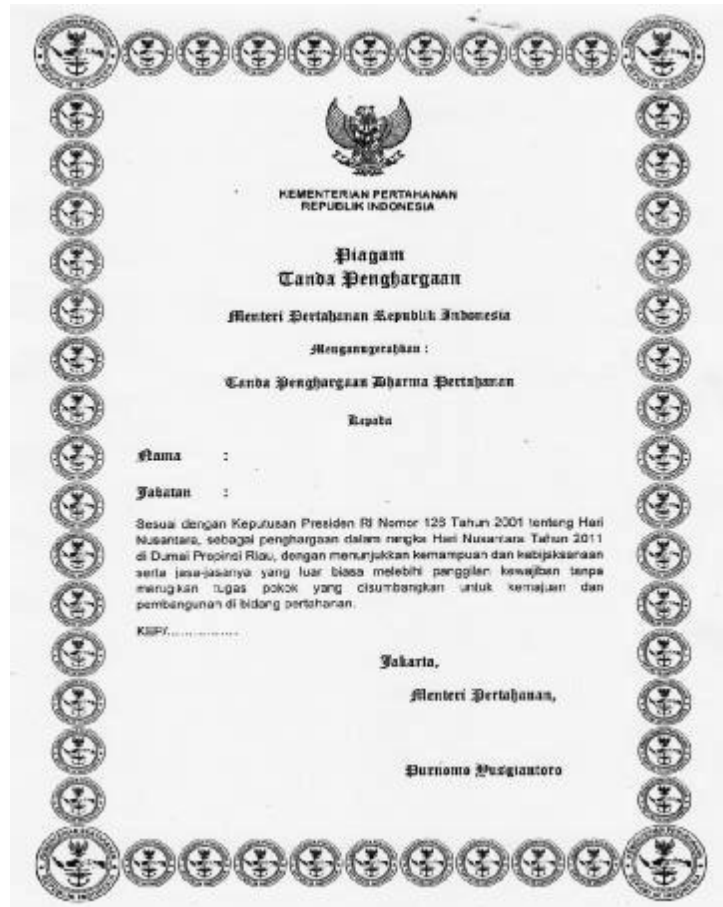 KEMENTERIAN PERTAHANAN
REPUBLIK INDONESIA
Piagam
Tanda Penghargaan
Menteri Pertahanan Republik Indonesia
Menganugerahkan :
Tanda Penghargaan Dharma Pertahanan
Kepada
Nama :
Jabatan :
Sesuai dengan Keputusan Presiden RI Nomor 126 Tahun 2001 tentang Hari
Nusantara, sebagai penghargaan dalam rangka Hari Nusantara Tahun 2011
di Dumai Propinsi Riau, dengan menunjukkan kemampuan dan kebijaksanaan
serta jasa-jasanya yang luar biasa melebihi panggilan kewajiban tanpa
merugikan tugas pokok yang disumbangkan untuk kemajuan dan
pembangunan di bidang pertahanan.
KEP/.................
Jakarta,
Menteri Pertahanan,
Purnomo Yusgiantoro